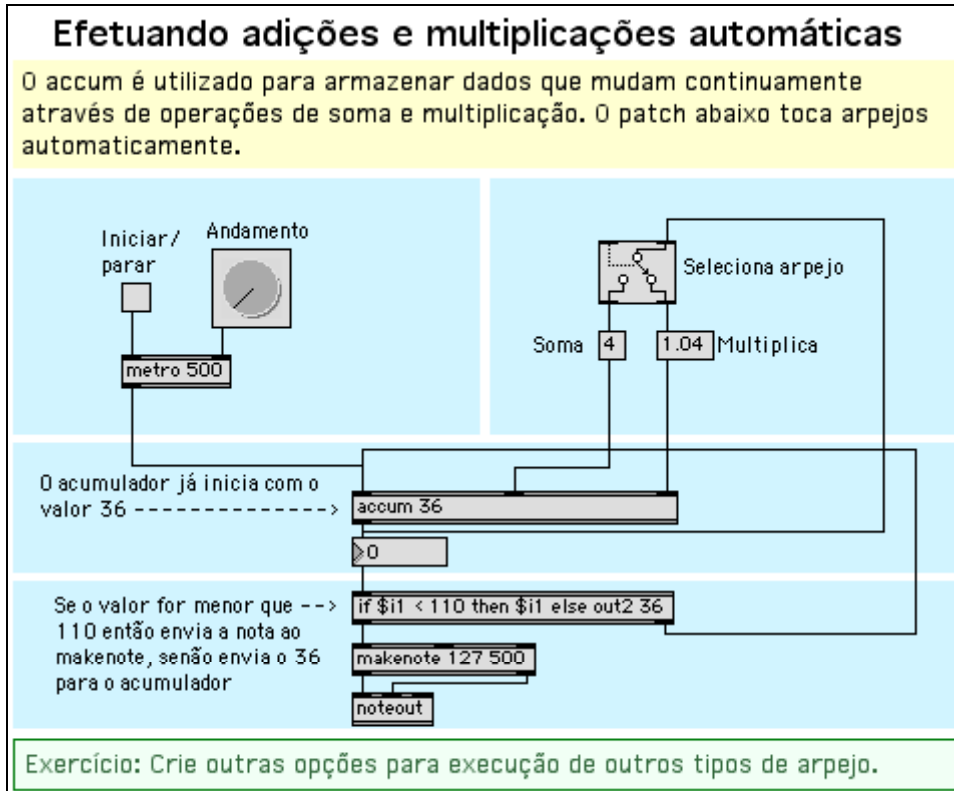 Efetuando adições e multiplicações automáticas
O accum é utilizado para armazenar dados que mudam continuamente
através de operações de soma e multiplicação. O patch abaixo toca arpejos
automaticamente.
Iniciar/
parar
Andamento
metro 500
Seleciona arpejo
Soma
4
1.04
Multiplica
O acumulador já inicia com o
valor 36 - - - - - - - - - - - - - - >
accum 36
0
Se o valor for menor que - - >
110 então envia a nota ao
makenote, senão envia o 36
para o acumulador
if $i1 < 110 then $i1 else out2 36
makenote 127 500
noteout
Exercício: Crie outras opções para execução de outros tipos de arpejo.